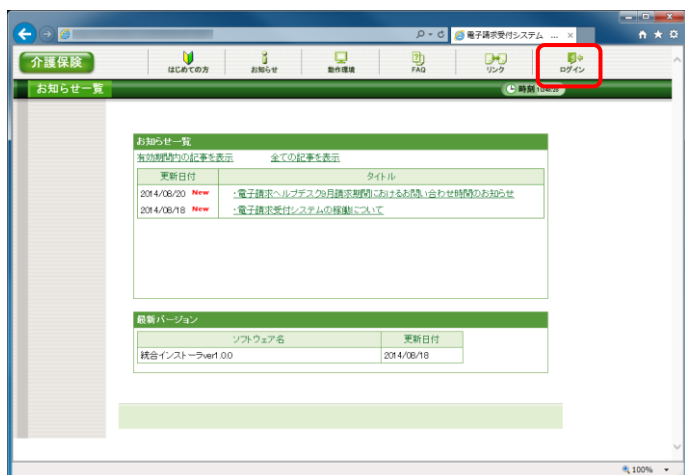 電子請求受付システム ...
介護保険
はじめての方
お知らせ
動作環境
FAQ
リンク
ログイン
お知らせ一覧
時刻
お知らせ一覧
有効期間内の記事を表示 全ての記事を表示
更新日付 タイトル
2014/08/20 New ・電子請求ヘルプデスク9月請求期間におけるお問い合わせ時間のお知らせ
2014/08/18 New ・電子請求受付システムの稼働について
最新バージョン
ソフトウェア名 更新日付
統合インストーラver1.0.0 2014/08/18
100%